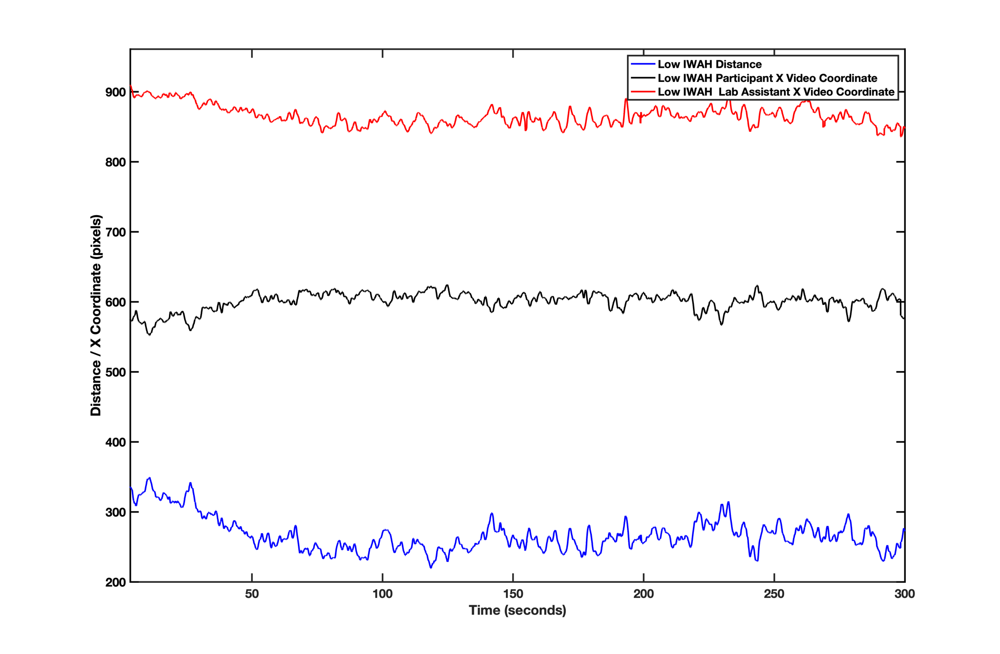 Low IWAH Distance
Low IWAH Participant X Video Coordinate
Low IWAH  Lab Assistant X Video Coordinate
900
800
700
600
500
400
300
200
Distance / X Coordinate (pixels)
50 100 150 200 250 300
Time (seconds)